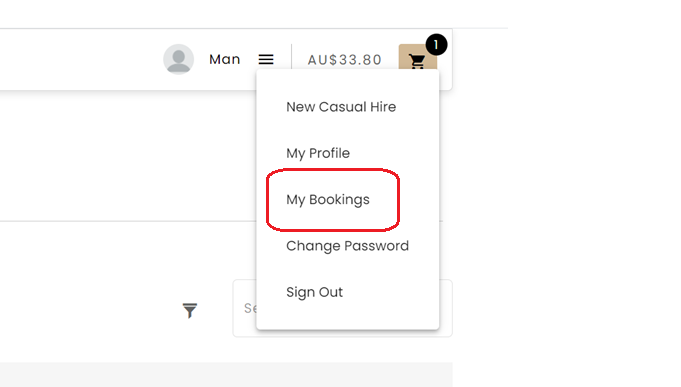 Man
AU$33.80
1
New Casual Hire
My Profile
My Bookings
Change Password
Sign Out